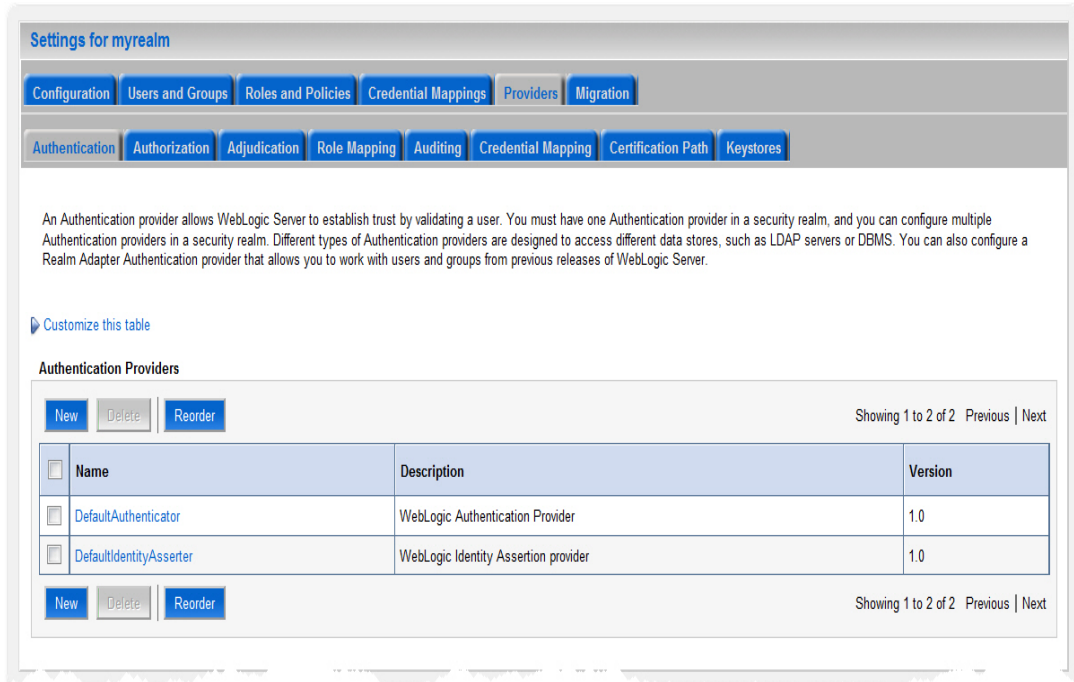 Settings for myrealm
Configuration Users and Groups Roles and Policies Credential Mappings Providers Migration
Authentication Authorization Adjudication Role Mapping Auditing Credential Mapping Certification Path Keystores
An Authentication provider allows WebLogic Server to establish trust by validating a user. You must have one Authentication provider in a security realm, and you can configure multiple
Authentication providers in a security realm. Different types of Authentication providers are designed to access different data stores, such as LDAP servers or DBMS. You can also configure a
Realm Adapter Authentication provider that allows you to work with users and groups from previous releases of WebLogic Server.
Customize this table
Authentication Providers
New Delete Reorder Showing 1 to 2 of 2 Previous | Next
Name Description Version
DefaultAuthenticator WebLogic Authentication Provider 1.0
DefaultIdentityAsserter WebLogic Identity Assertion provider 1.0
New Delete Reorder Showing 1 to 2 of 2 Previous | Next